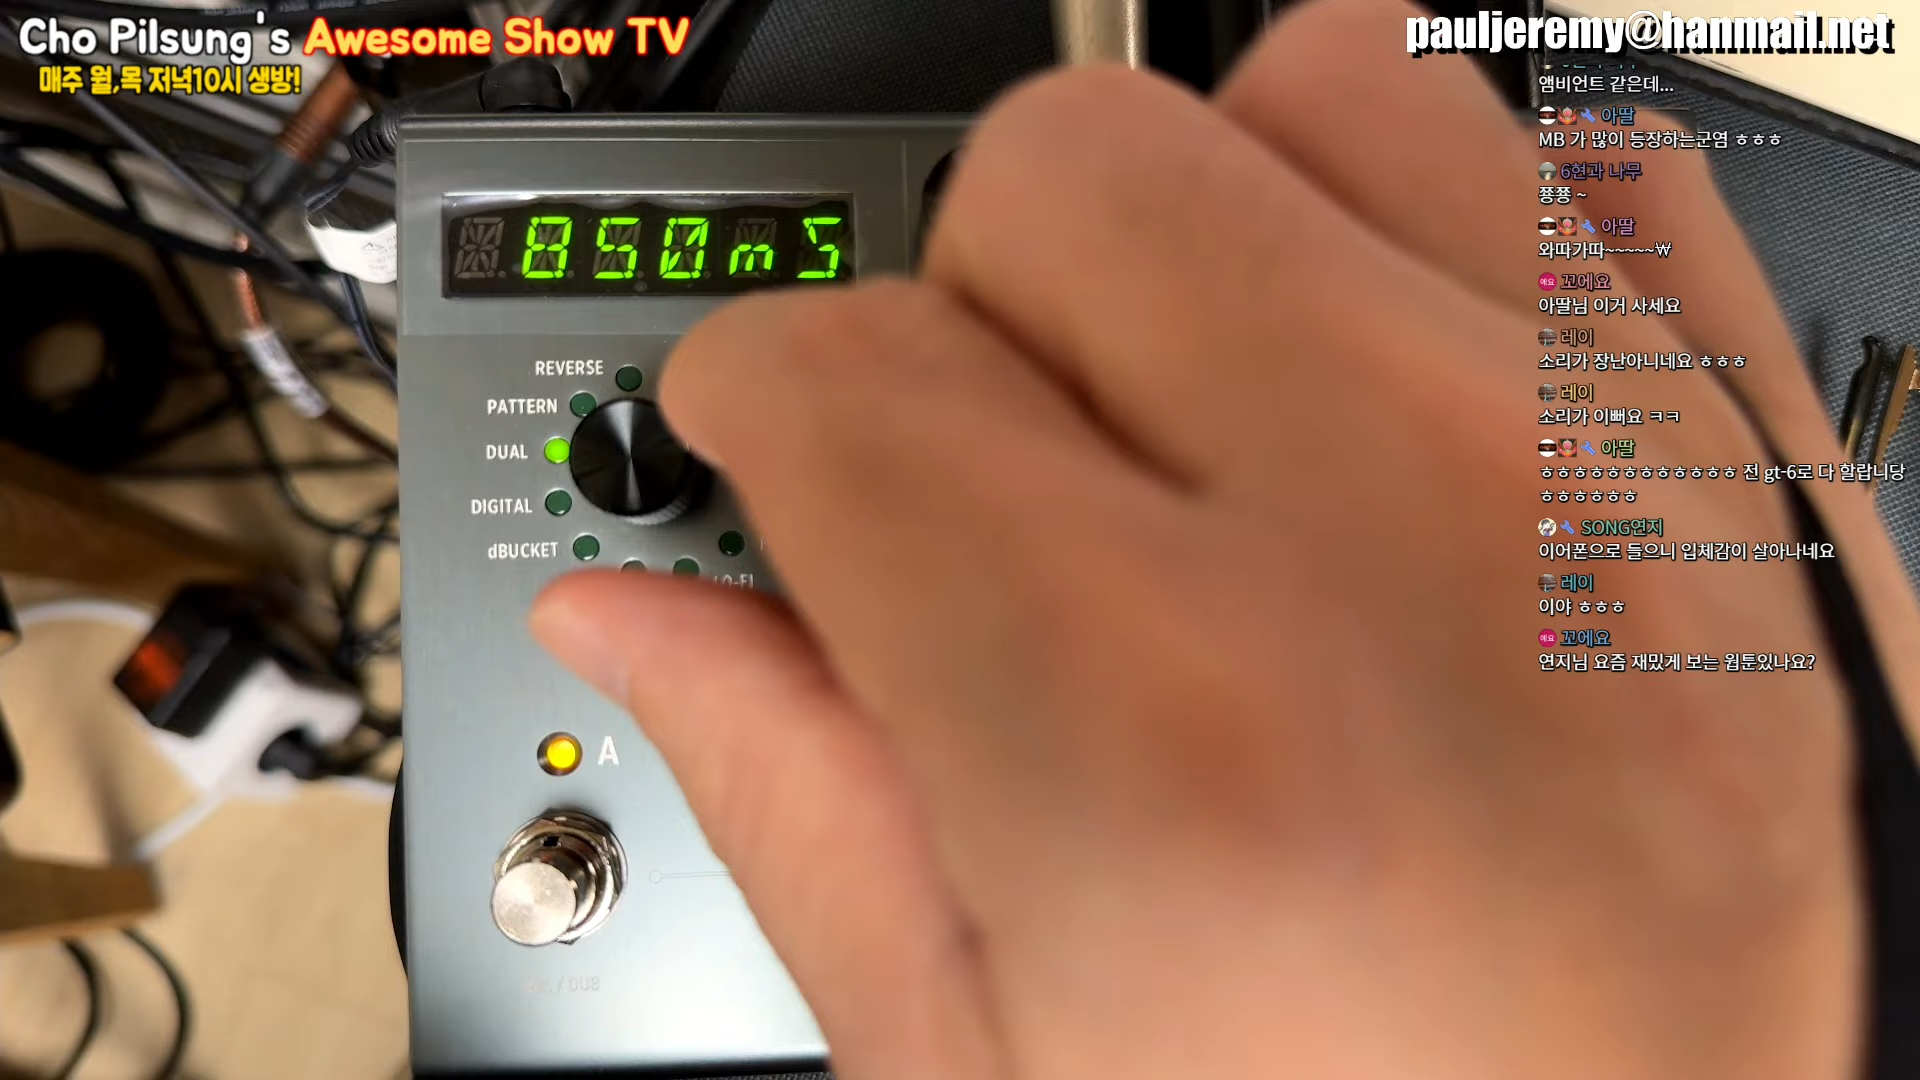 Cho Pilsung's Awesome Show TV
매주 월,목 저녁10시 생방!
pauljeremy@hanmail.net
앰비언트 같은데...
아딸
MB 가 많이 등장하는군염 ㅎㅎㅎ
6현과 나무
쭁쭁 ~
아딸
와따가따~~~~~₩
꼬에요
아딸님 이거 사세요
레이
소리가 장난아니네요 ㅎㅎㅎ
레이
소리가 이뻐요 ㅋㅋ
아딸
ㅎㅎㅎㅎㅎㅎㅎㅎㅎㅎㅎㅎ 전 gt-6로 다 할랍니당
ㅎㅎㅎㅎㅎㅎ
SONG연지
이어폰으로 들으니 입체감이 살아나네요
레이
이야 ㅎㅎㅎ
꼬에요
연지님 요즘 재밌게 보는 웹툰있나요?
850mS
REVERSE
PATTERN
DUAL
DIGITAL
dBUCKET
LO-FI
A
/ DUB